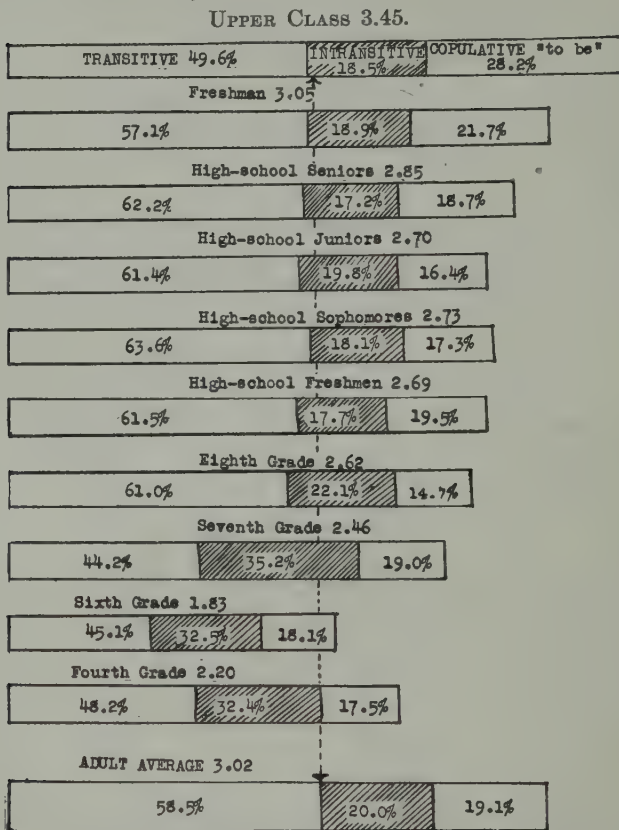 UPPER CLASS 3.45.
TRANSITIVE 49.6% INTRANSITIVE 18.5% COPULATIVE "to be" 28.2%
Freshman 3.05
57.1% 18.9% 21.7%
High-school Seniors 2.85
62.2% 17.2% 18.7%
High-school Juniors 2.70
61.4% 19.8% 16.4%
High-school Sophomores 2.73
63.6% 18.1% 17.3%
High-school Freshmen 2.69
61.5% 17.7% 19.5%
Eighth Grade 2.62
61.0% 22.1% 14.7%
Seventh Grade 2.46
44.2% 35.2% 19.0%
Sixth Grade 1.83
45.1% 32.5% 18.1%
Fourth Grade 2.20
48.2% 32.4% 17.5%
ADULT AVERAGE 3.02
58.5% 20.0% 19.1%